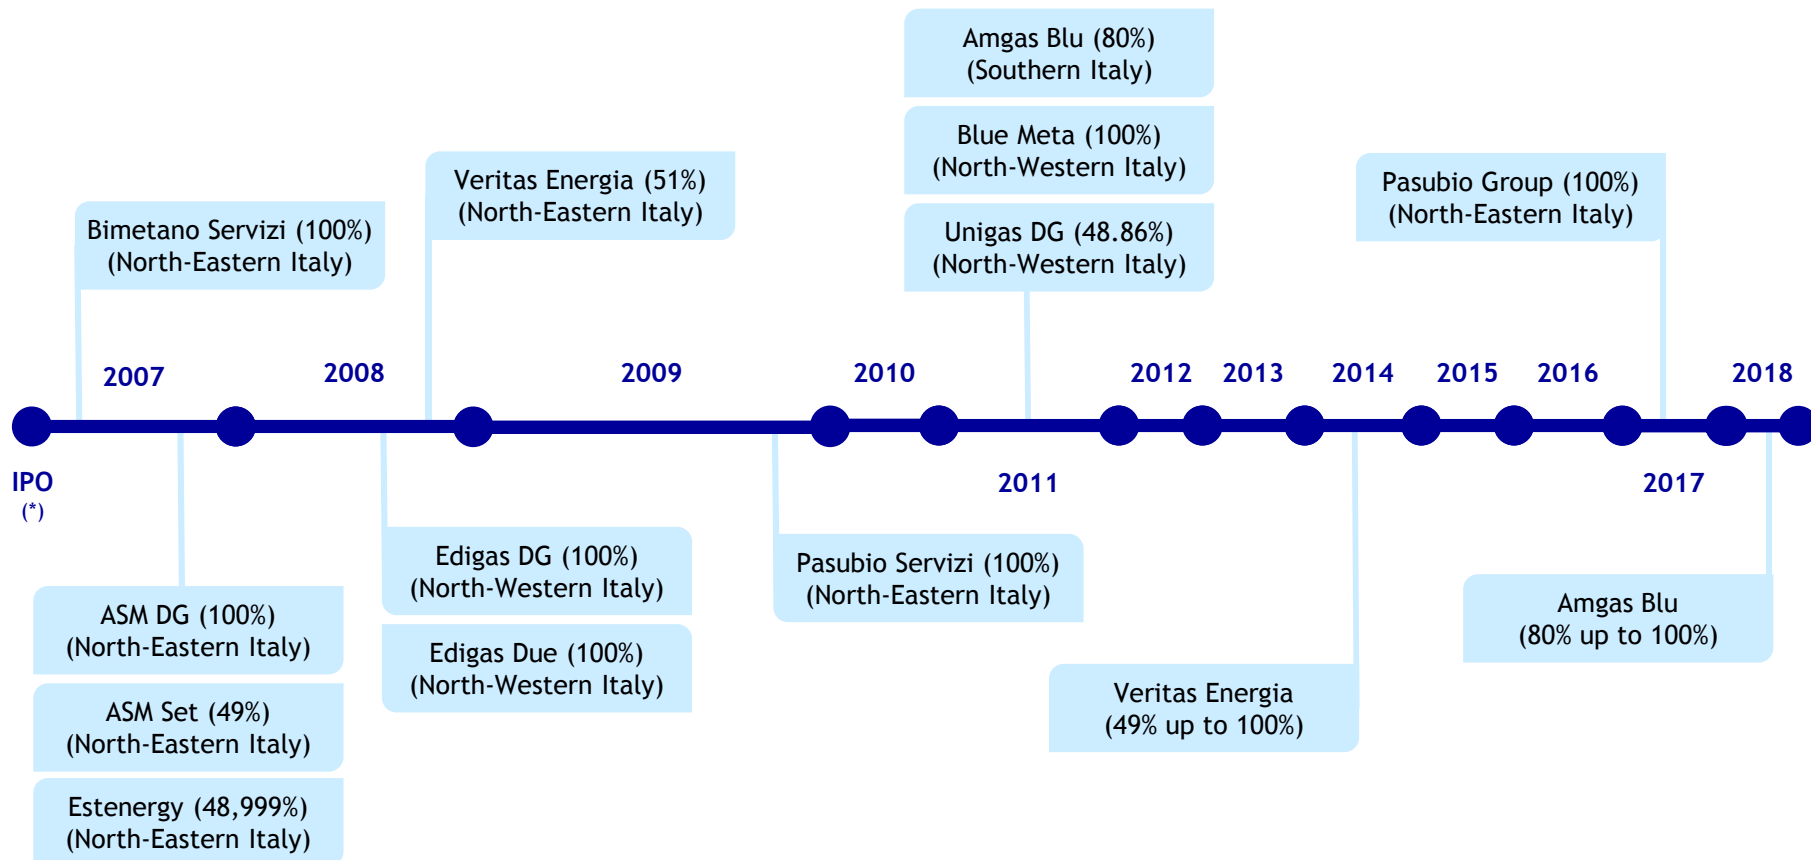 Amgas Blu (80%)
(Southern Italy)
Blue Meta (100%)
(North-Western Italy)
Veritas Energia (51%)
(North-Eastern Italy)
Pasubio Group (100%)
(North-Eastern Italy)
Bimetano Servizi (100%)
(North-Eastern Italy)
Unigas DG (48.86%)
(North-Western Italy)
2007
2008
2009
2010
2012
2013
2014
2015
2016
2018
IPO
(*)
2011
2017
Edigas DG (100%)
(North-Western Italy)
Pasubio Servizi (100%)
(North-Eastern Italy)
ASM DG (100%)
(North-Eastern Italy)
Amgas Blu
(80% up to 100%)
Edigas Due (100%)
(North-Western Italy)
ASM Set (49%)
(North-Eastern Italy)
Veritas Energia
(49% up to 100%)
Estenergy (48,999%)
(North-Eastern Italy)